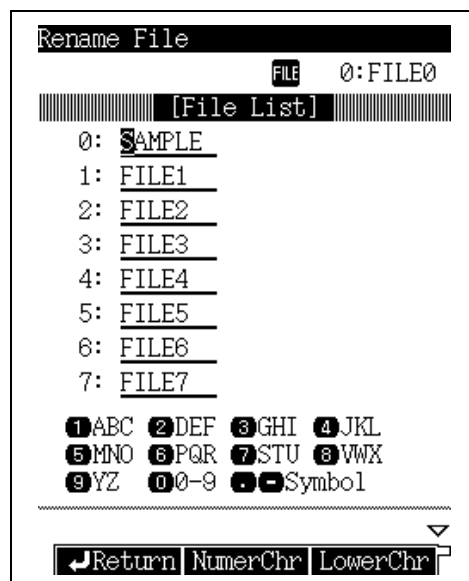 Rename File
FILE 0:FILE0
[File List]
0: SAMPLE
1: FILE1
2: FILE2
3: FILE3
4: FILE4
5: FILE5
6: FILE6
7: FILE7
1ABC 2DEF 3GHI 4JKL
5MNO 6PQR 7STU 8VWX
9YZ 00-9 .-Symbol
↵Return NumerChr LowerChr